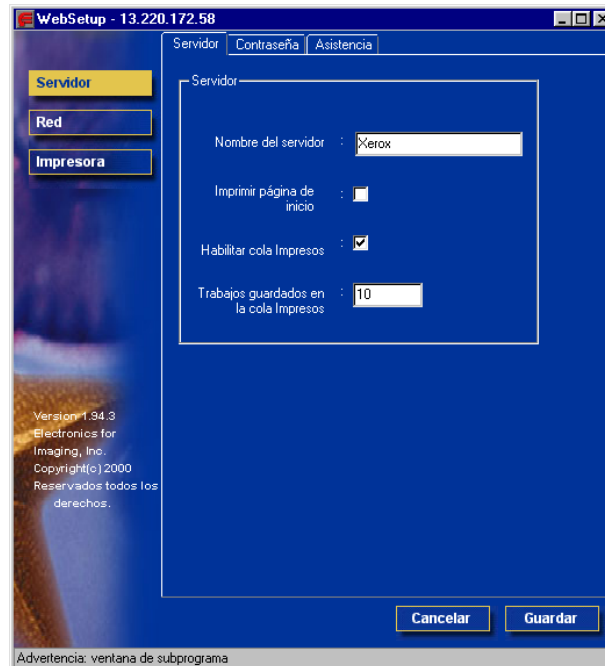 WebSetup - 13.220.172.58
Servidor Contraseña Asistencia
Servidor
Red
Impresora
Servidor
Nombre del servidor : Xerox
Imprimir página de
inicio :
Habilitar cola Impresos :
Trabajos guardados en : 10
la cola Impresos
Version 1.94.3
Electronics for
Imaging, Inc.
Copyright(c) 2000
Reservados todos los
derechos.
Cancelar Guardar
Advertencia: ventana de subprograma